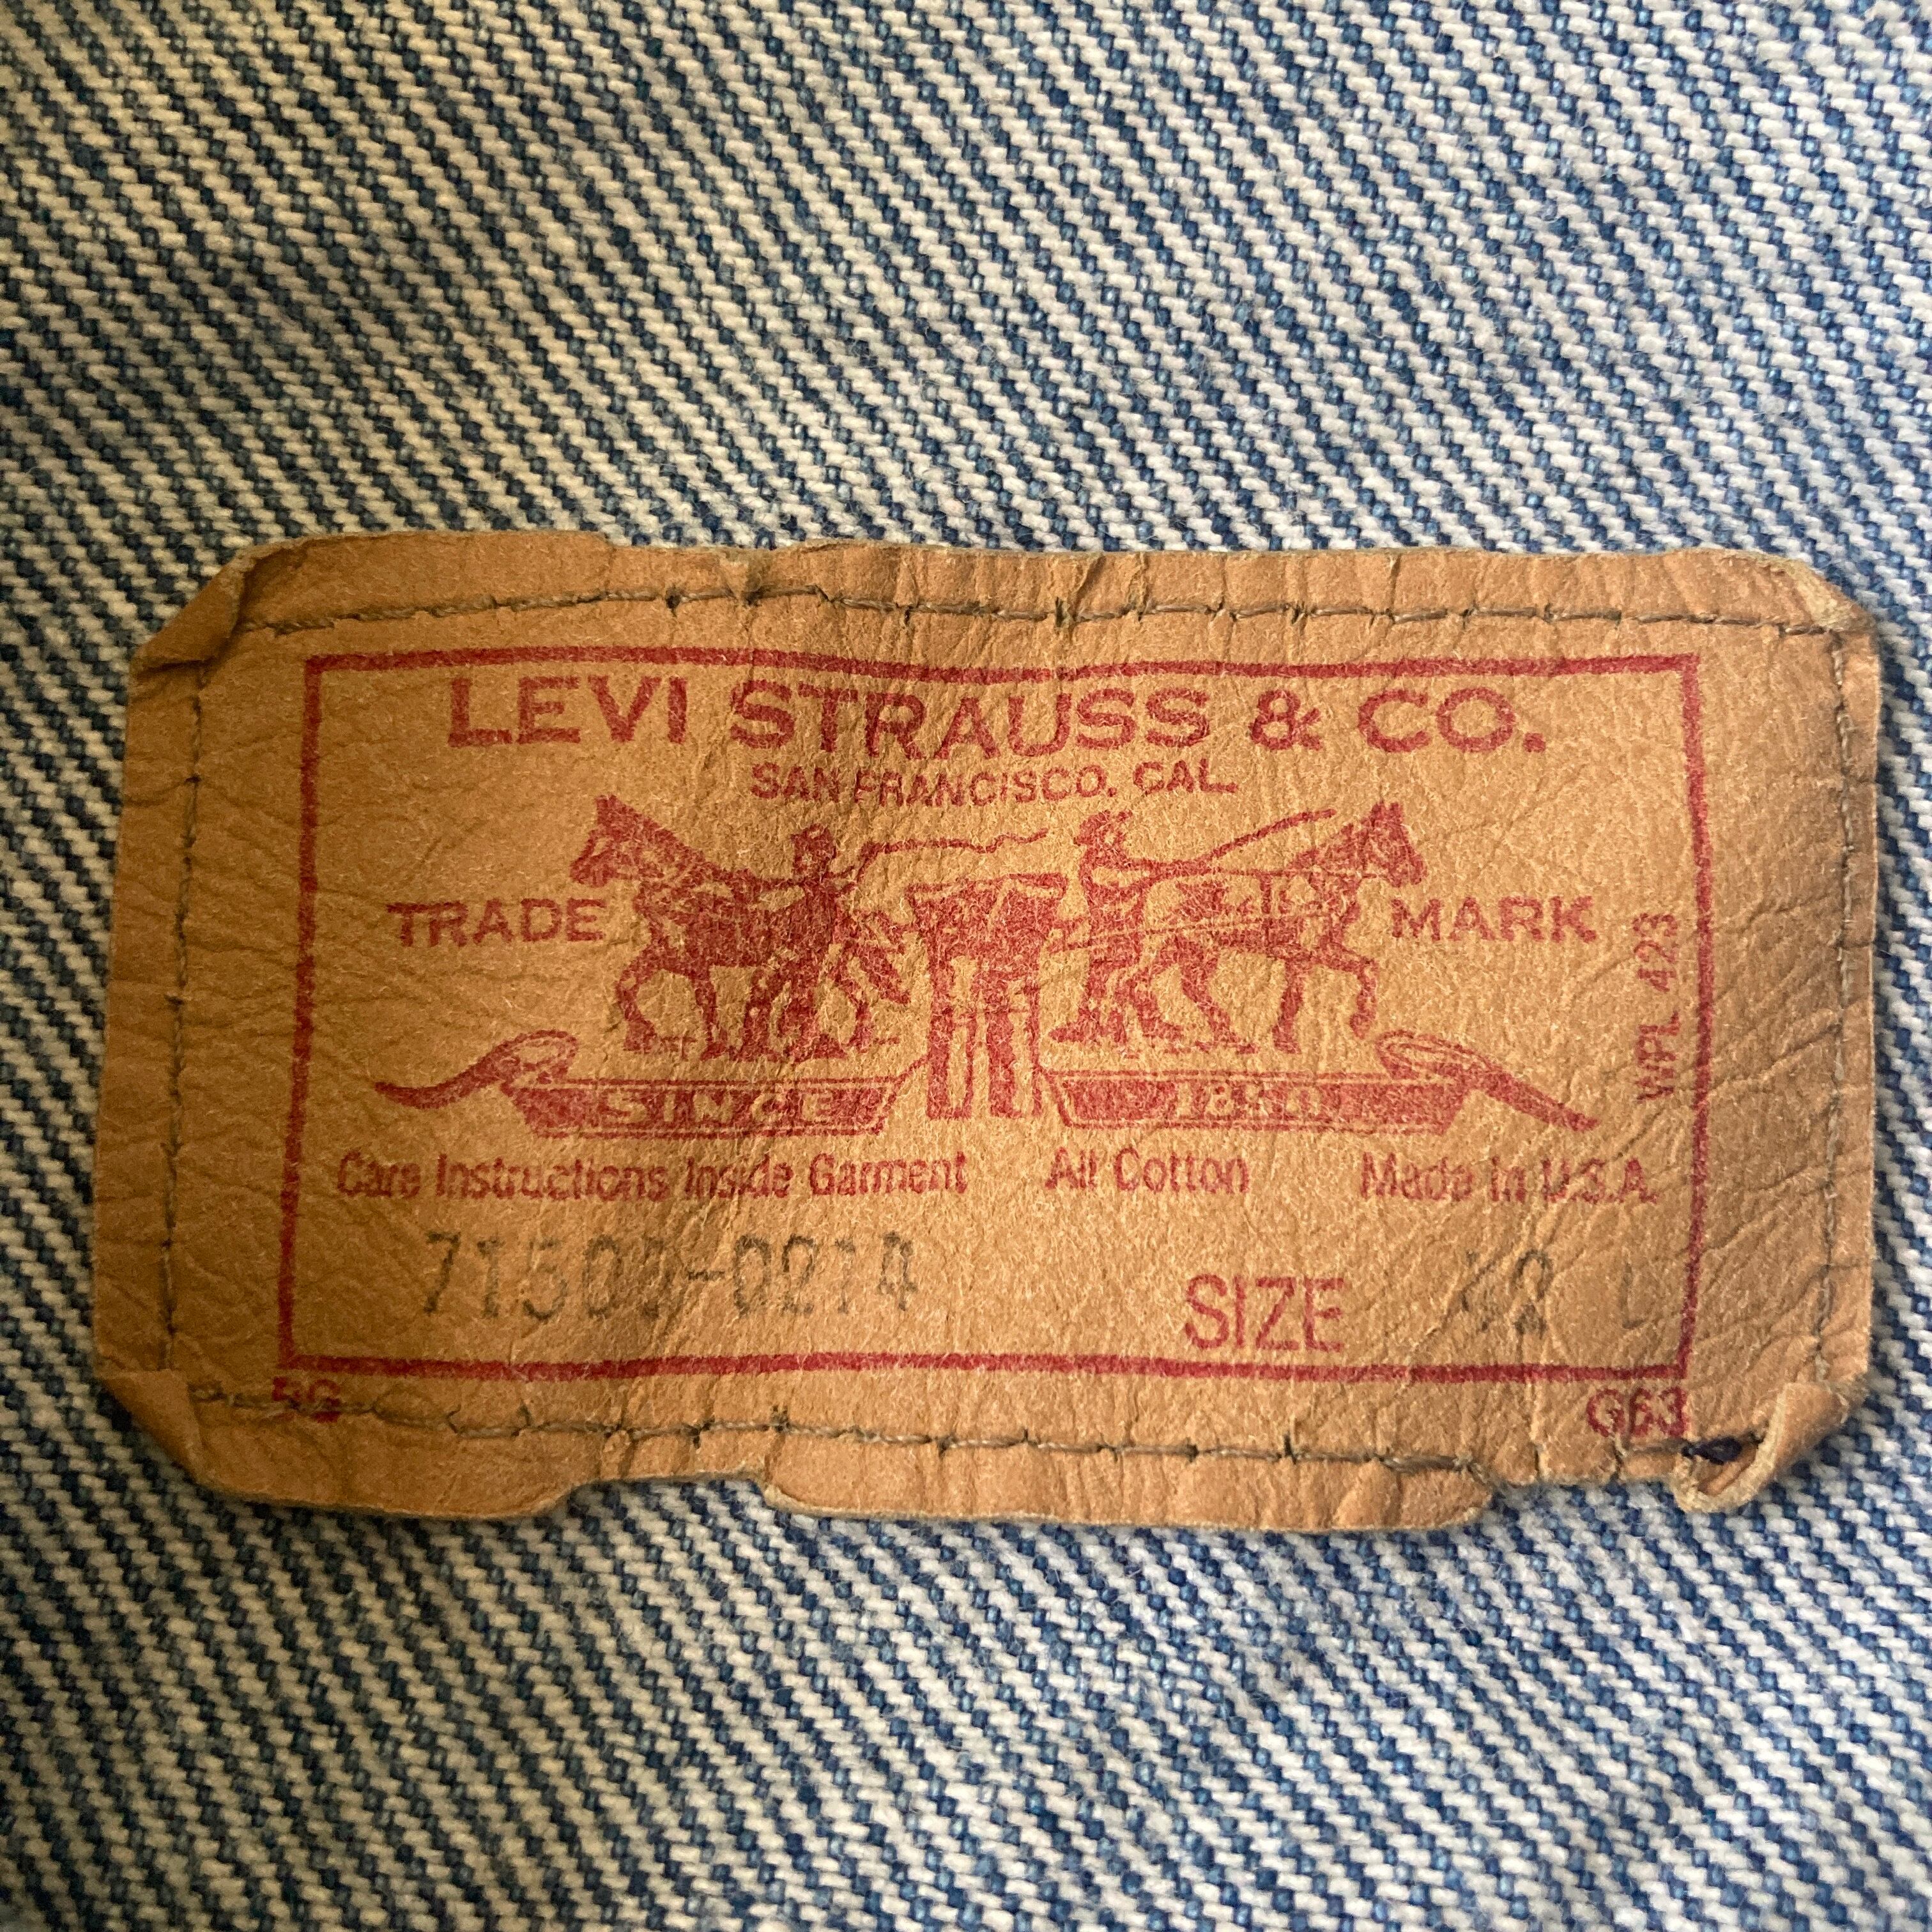 LEVI STRAUSS & CO.
SAN FRANCISCO. CAL.
TRADE MARK
WPL 423
SINCE 1850
Care Instructions Inside Garment All Cotton Made in U.S.A.
SIZE L
G63